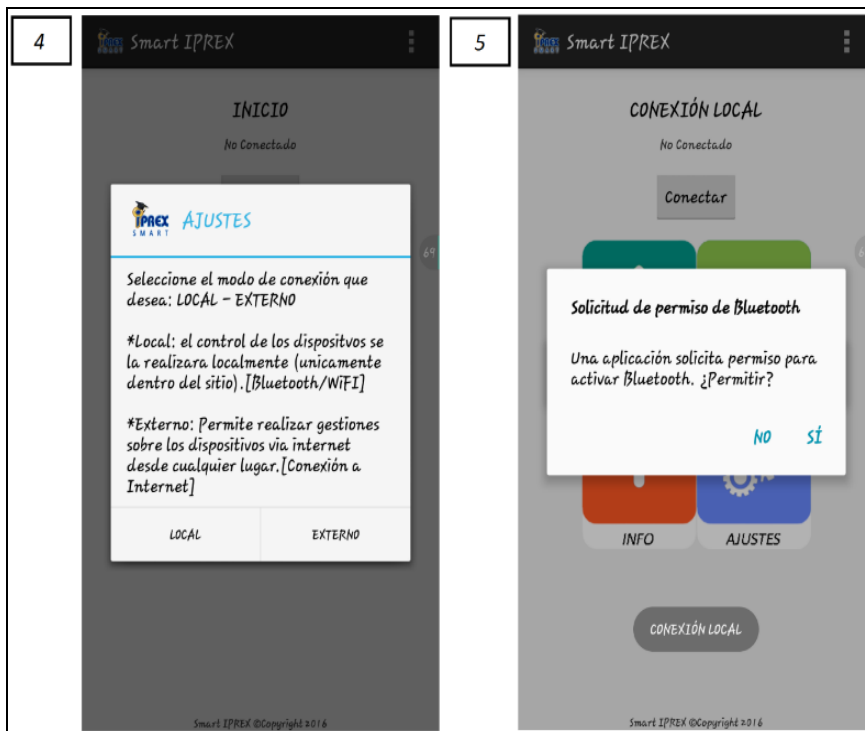 4
Smart IPREX
INICIO
No Conectado
IPREX
SMART
AJUSTES
Seleccione el modo de conexión que
desea: LOCAL - EXTERNO
*Local: el control de los dispositvos se
la realizara localmente (unicamente
dentro del sitio).[Bluetooth/WiFI]
*Externo: Permite realizar gestiones
sobre los dispositivos via internet
desde cualquier lugar.[Conexión a
Internet]
LOCAL
EXTERNO
69
Smart IPREX ©Copyright 2016
5
Smart IPREX
CONEXIÓN LOCAL
No Conectado
Conectar
Solicitud de permiso de Bluetooth
Una aplicación solicita permiso para
activar Bluetooth. ¿Permitir?
NO
SÍ
INFO
AJUSTES
CONEXIÓN LOCAL
Smart IPREX ©Copyright 2016